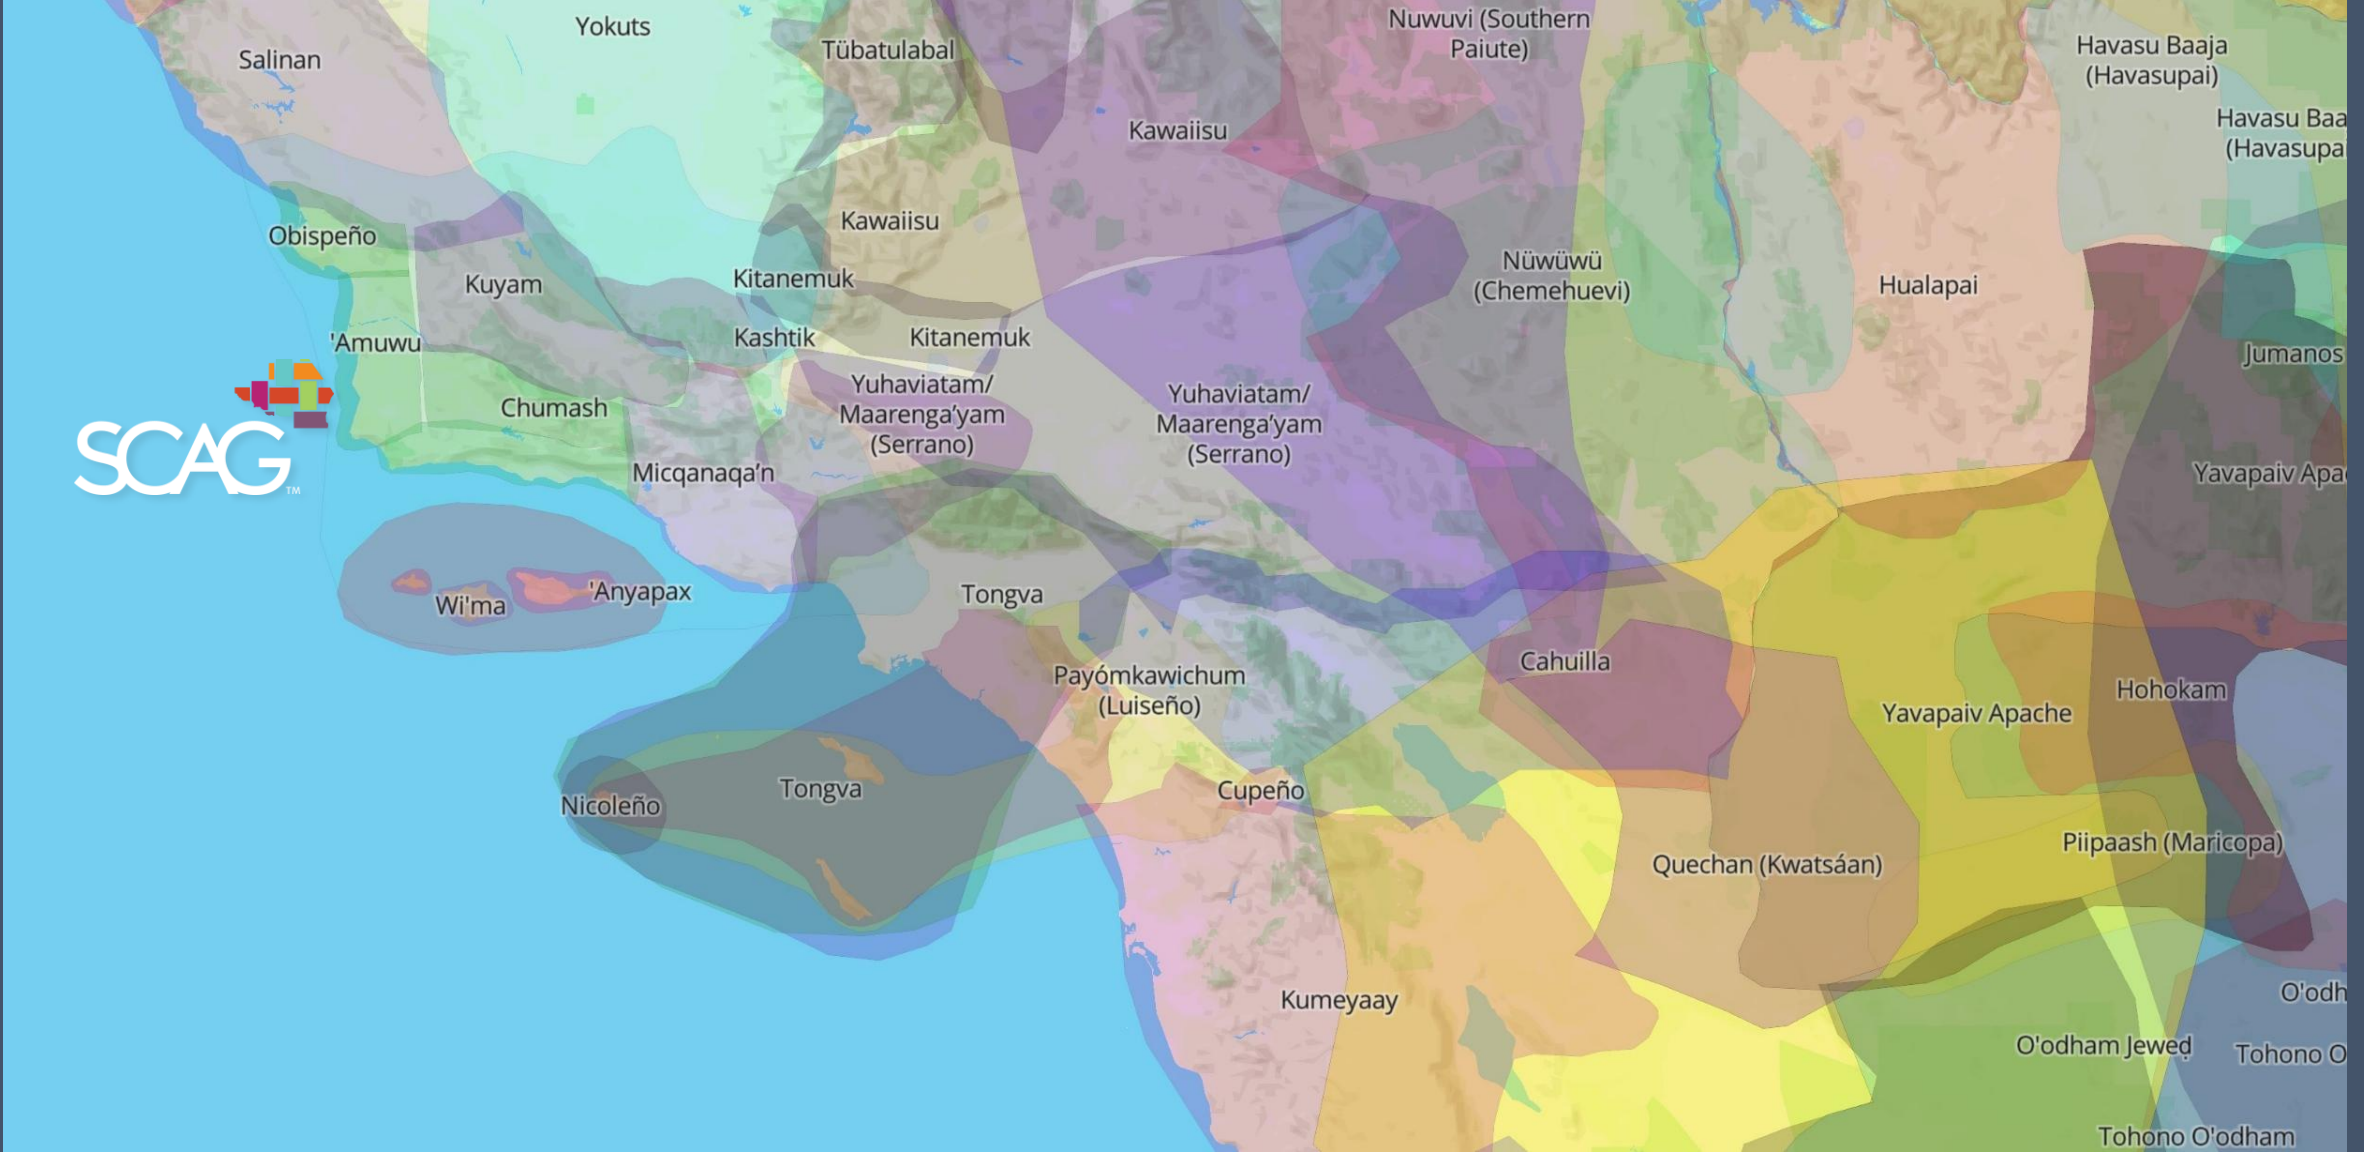 Yokuts
Nuwuvi (Southern
Paiute)
Salinan
Tübatulabal
Havasu Baaja
(Havasupai)
Havasu Baa
(Havasupai
Kawaiisu
Obispeño
Kawaiisu
Kuyam
Kitanemuk
Nüwüwü
(Chemehuevi)
Hualapai
'Amuwu
Kashtik
Kitanemuk
Jumanos
Yuhaviatam/
Maarenga'yam
(Serrano)
Yuhaviatam/
Maarenga'yam
(Serrano)
Chumash
SCAG™
Micqanaqa'n
Yavapaiv Apa
Wi'ma
'Anyapax
Tongva
Cahuilla
Payómkawichum
(Luiseño)
Hohokam
Yavapaiv Apache
Nicoleño
Tongva
Cupeño
Piipaash (Maricopa)
Quechan (Kwatsáan)
Kumeyaay
O'odh
O'odham Jeweḍ
Tohono O
Tohono O'odham